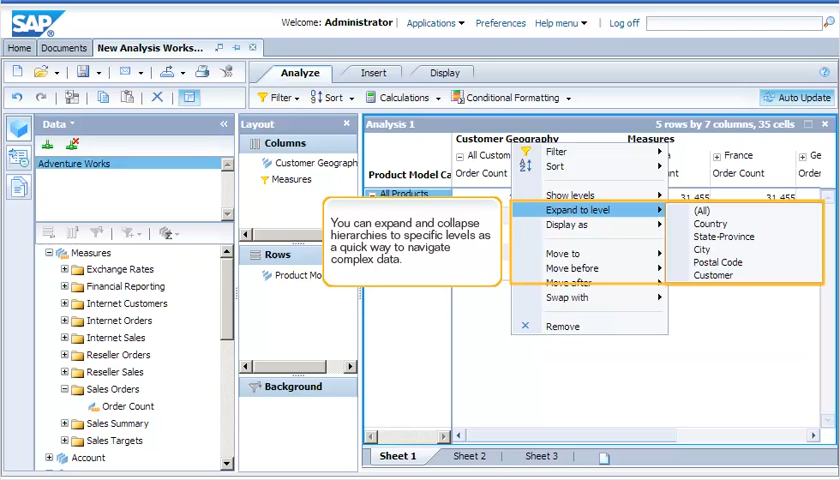 SAP
Welcome: Administrator
Applications
Preferences
Help menu
Log off
Home
Documents
New Analysis Works...
Analyze
Insert
Display
Filter
Sort
Calculations
Conditional Formatting
Auto Update
Data
Adventure Works
Measures
Exchange Rates
Financial Reporting
Internet Customers
Internet Orders
Internet Sales
Reseller Orders
Reseller Sales
Sales Orders
Order Count
Sales Summary
Sales Targets
Account
Layout
Columns
Customer Geograph
Measures
Rows
Product Mo
Background
Analysis 1
5 rows by 7 columns, 35 cells
Customer Geography
Measures
All Custom
France
Ge
Product Model Ca
Order Count
Order Count
Order Co
All Products
31,455
31,455
Filter
Sort
Show levels
Expand to level
Display as
Move to
Move before
Move after
Swap with
Remove
(All)
Country
State-Province
City
Postal Code
Customer
You can expand and collapse
hierarchies to specific levels as
a quick way to navigate
complex data.
Sheet 1
Sheet 2
Sheet 3